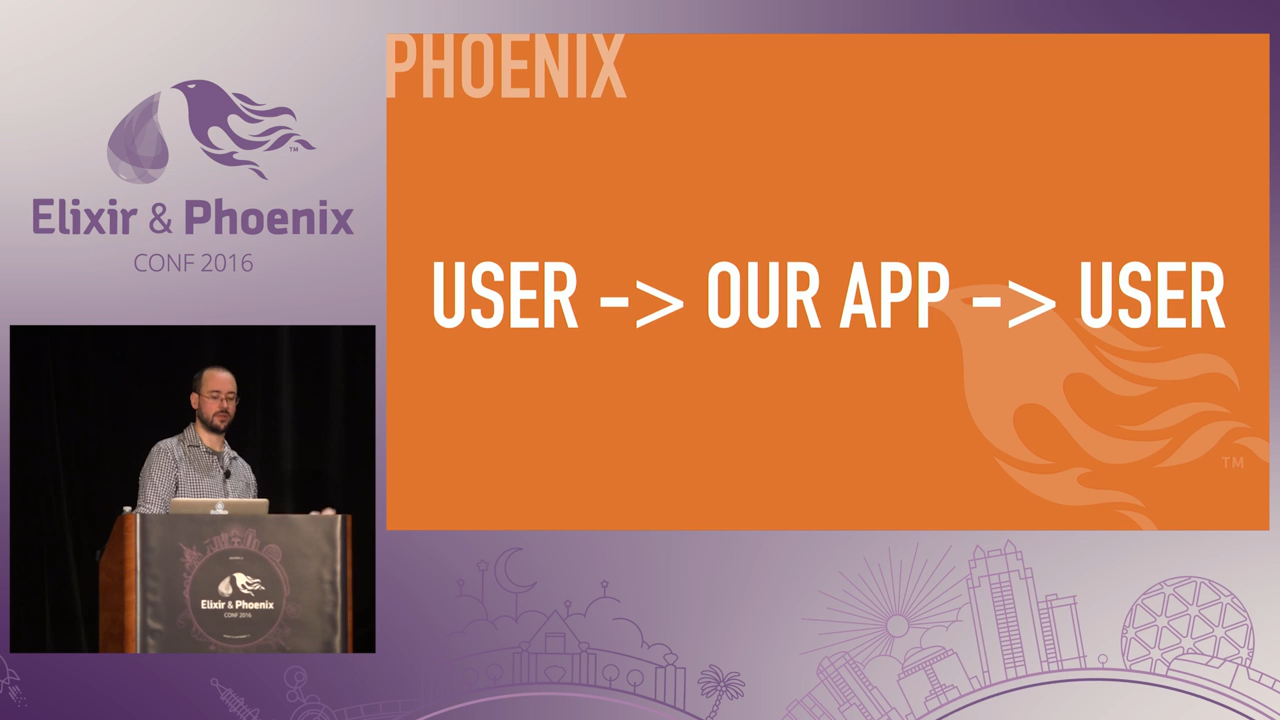 PHOENIX
USER -> OUR APP -> USER
TM
TM
Elixir & Phoenix
CONF 2016
Elixir & Phoenix
CONF 2016